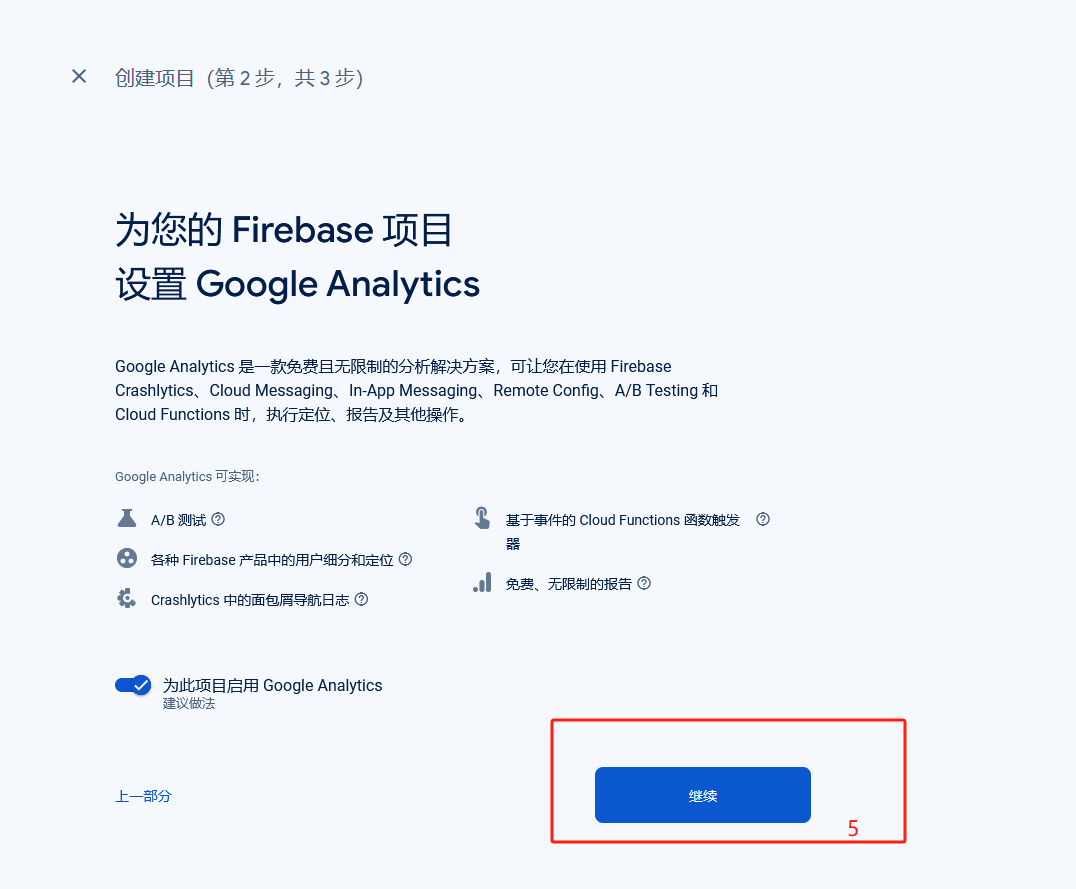 创建项目（第 2 步，共 3 步）
为您的 Firebase 项目
设置 Google Analytics
Google Analytics 是一款免费且无限制的分析解决方案，可让您在使用 Firebase
Crashlytics、Cloud Messaging、In-App Messaging、Remote Config、A/B Testing 和
Cloud Functions 时，执行定位、报告及其他操作。
Google Analytics 可实现：
A/B 测试
各种 Firebase 产品中的用户细分和定位
Crashlytics 中的面包屑导航日志
基于事件的 Cloud Functions 函数触发
器
免费、无限制的报告
为此项目启用 Google Analytics
建议做法
上一部分
继续
5